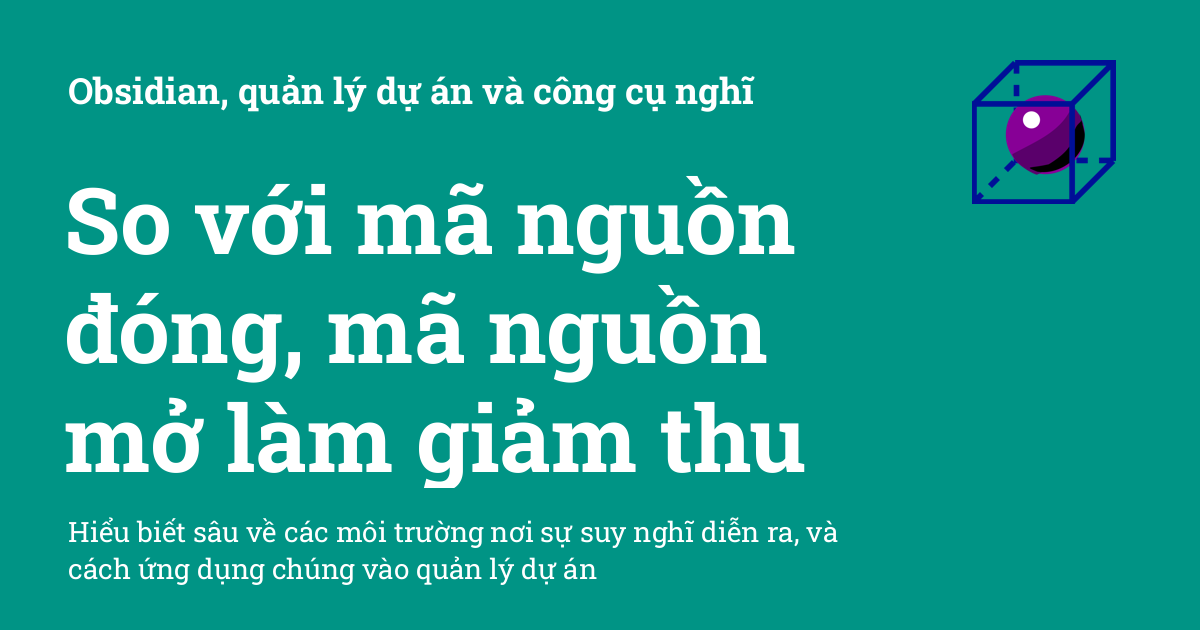 Obsidian, quản lý dự án và công cụ nghĩ
So với mã nguồn
đóng, mã nguồn
mở làm giảm thu
Hiểu biết sâu về các môi trường nơi sự suy nghĩ diễn ra, và
cách ứng dụng chúng vào quản lý dự án